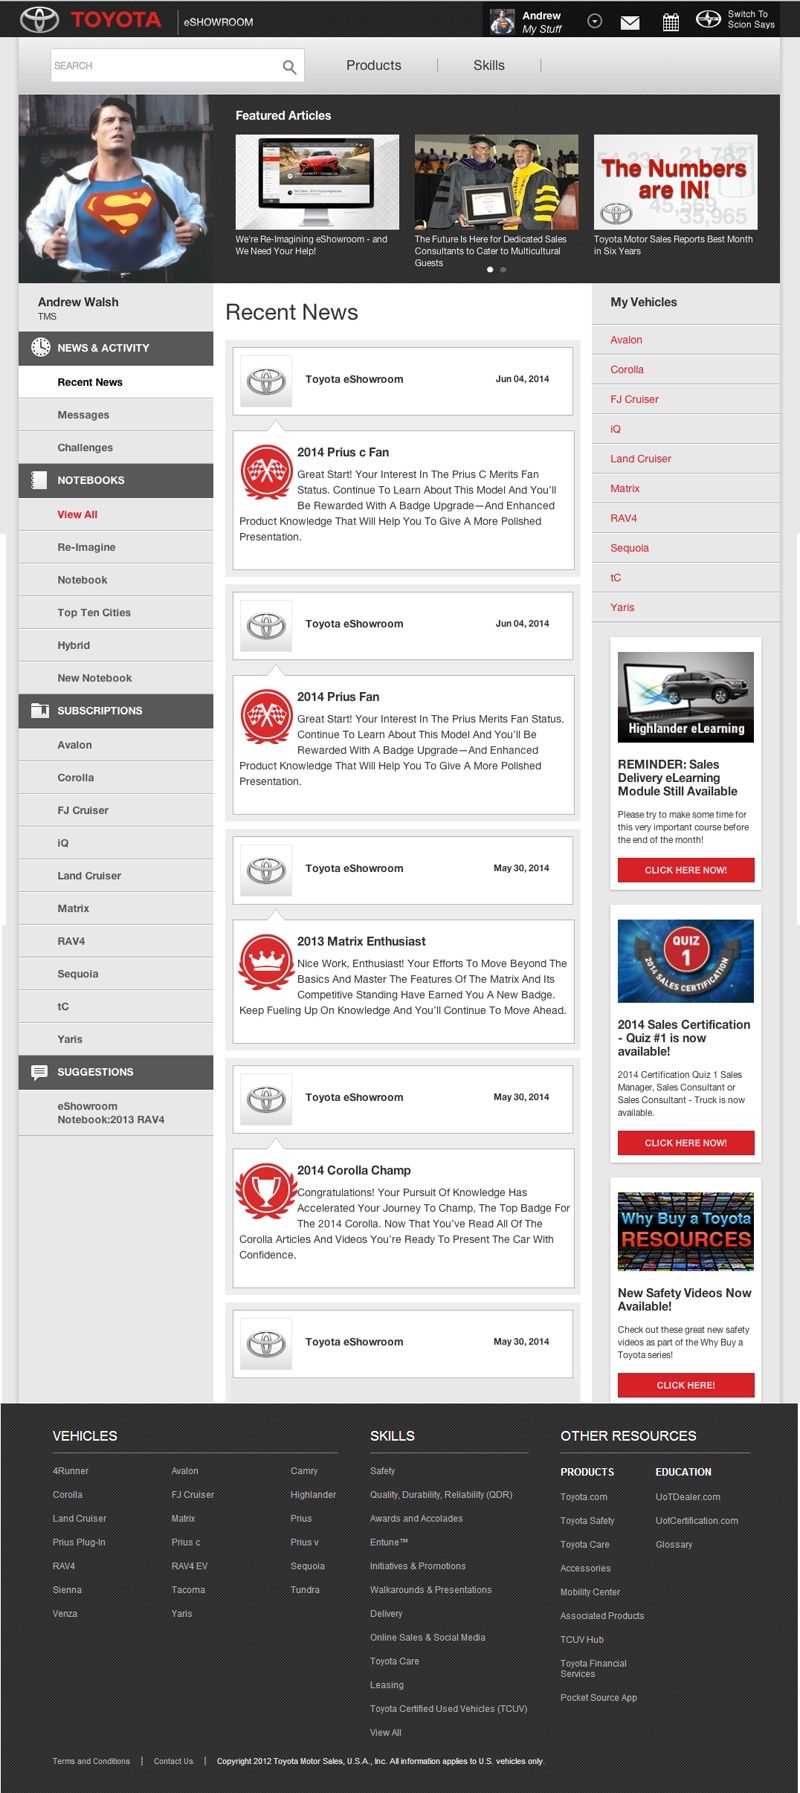 TOYOTA
eSHOWROOM
Andrew
My Stuff
Switch To
Scion Says
SEARCH
Products
Skills
Featured Articles
We're Re-Imagining eShowroom - and
We Need Your Help!
The Future Is Here for Dedicated Sales
Consultants to Cater to Multicultural
Guests
The Numbers
are IN!
21,782
45,569
35,965
Toyota Motor Sales Reports Best Month
in Six Years
Andrew Walsh
TMS
NEWS & ACTIVITY
Recent News
Messages
Challenges
NOTEBOOKS
View All
Re-Imagine
Notebook
Top Ten Cities
Hybrid
New Notebook
SUBSCRIPTIONS
Avalon
Corolla
FJ Cruiser
iQ
Land Cruiser
Matrix
RAV4
Sequoia
tC
Yaris
SUGGESTIONS
eShowroom
Notebook:2013 RAV4
Recent News
Toyota eShowroom
Jun 04, 2014
2014 Prius c Fan
Great Start! Your Interest In The Prius C Merits Fan
Status. Continue To Learn About This Model And You'll
Be Rewarded With A Badge Upgrade—And Enhanced
Product Knowledge That Will Help You To Give A More Polished
Presentation.
Toyota eShowroom
Jun 04, 2014
2014 Prius Fan
Great Start! Your Interest In The Prius Merits Fan Status.
Continue To Learn About This Model And You'll Be
Rewarded With A Badge Upgrade—And Enhanced
Product Knowledge That Will Help You To Give A More Polished
Presentation.
Toyota eShowroom
May 30, 2014
2013 Matrix Enthusiast
Nice Work, Enthusiast! Your Efforts To Move Beyond The
Basics And Master The Features Of The Matrix And Its
Competitive Standing Have Earned You A New Badge.
Keep Fueling Up On Knowledge And You'll Continue To Move Ahead.
Toyota eShowroom
May 30, 2014
2014 Corolla Champ
Congratulations! Your Pursuit Of Knowledge Has
Accelerated Your Journey To Champ, The Top Badge For
The 2014 Corolla. Now That You've Read All Of The
Corolla Articles And Videos You're Ready To Present The Car With
Confidence.
Toyota eShowroom
May 30, 2014
My Vehicles
Avalon
Corolla
FJ Cruiser
iQ
Land Cruiser
Matrix
RAV4
Sequoia
tC
Yaris
Highlander eLearning
REMINDER: Sales
Delivery eLearning
Module Still Available
Please try to make some time for
this very important course before
the end of the month!
CLICK HERE NOW!
QUIZ
1
2014 SALES CERTIFICATION
2014 Sales Certification
- Quiz #1 is now
available!
2014 Certification Quiz 1 Sales
Manager, Sales Consultant or
Sales Consultant - Truck is now
available.
CLICK HERE NOW!
Why Buy a Toyota
RESOURCES
New Safety Videos Now
Available!
Check out these great new safety
videos as part of the Why Buy a
Toyota series!
CLICK HERE!
VEHICLES
4Runner
Avalon
Camry
Corolla
FJ Cruiser
Highlander
Land Cruiser
Matrix
Prius
Prius Plug-In
Prius c
Prius v
RAV4
RAV4 EV
Sequoia
Sienna
Tacoma
Tundra
Venza
Yaris
SKILLS
Safety
Quality, Durability, Reliability (QDR)
Awards and Accolades
Entune™
Initiatives & Promotions
Walkarounds & Presentations
Delivery
Online Sales & Social Media
Toyota Care
Leasing
Toyota Certified Used Vehicles (TCUV)
View All
OTHER RESOURCES
PRODUCTS
Toyota.com
Toyota Safety
Toyota Care
Accessories
Mobility Center
Associated Products
TCUV Hub
Toyota Financial
Services
Pocket Source App
EDUCATION
UoTDealer.com
UotCertification.com
Glossary
Terms and Conditions
Contact Us
Copyright 2012 Toyota Motor Sales, U.S.A., Inc. All information applies to U.S. vehicles only.